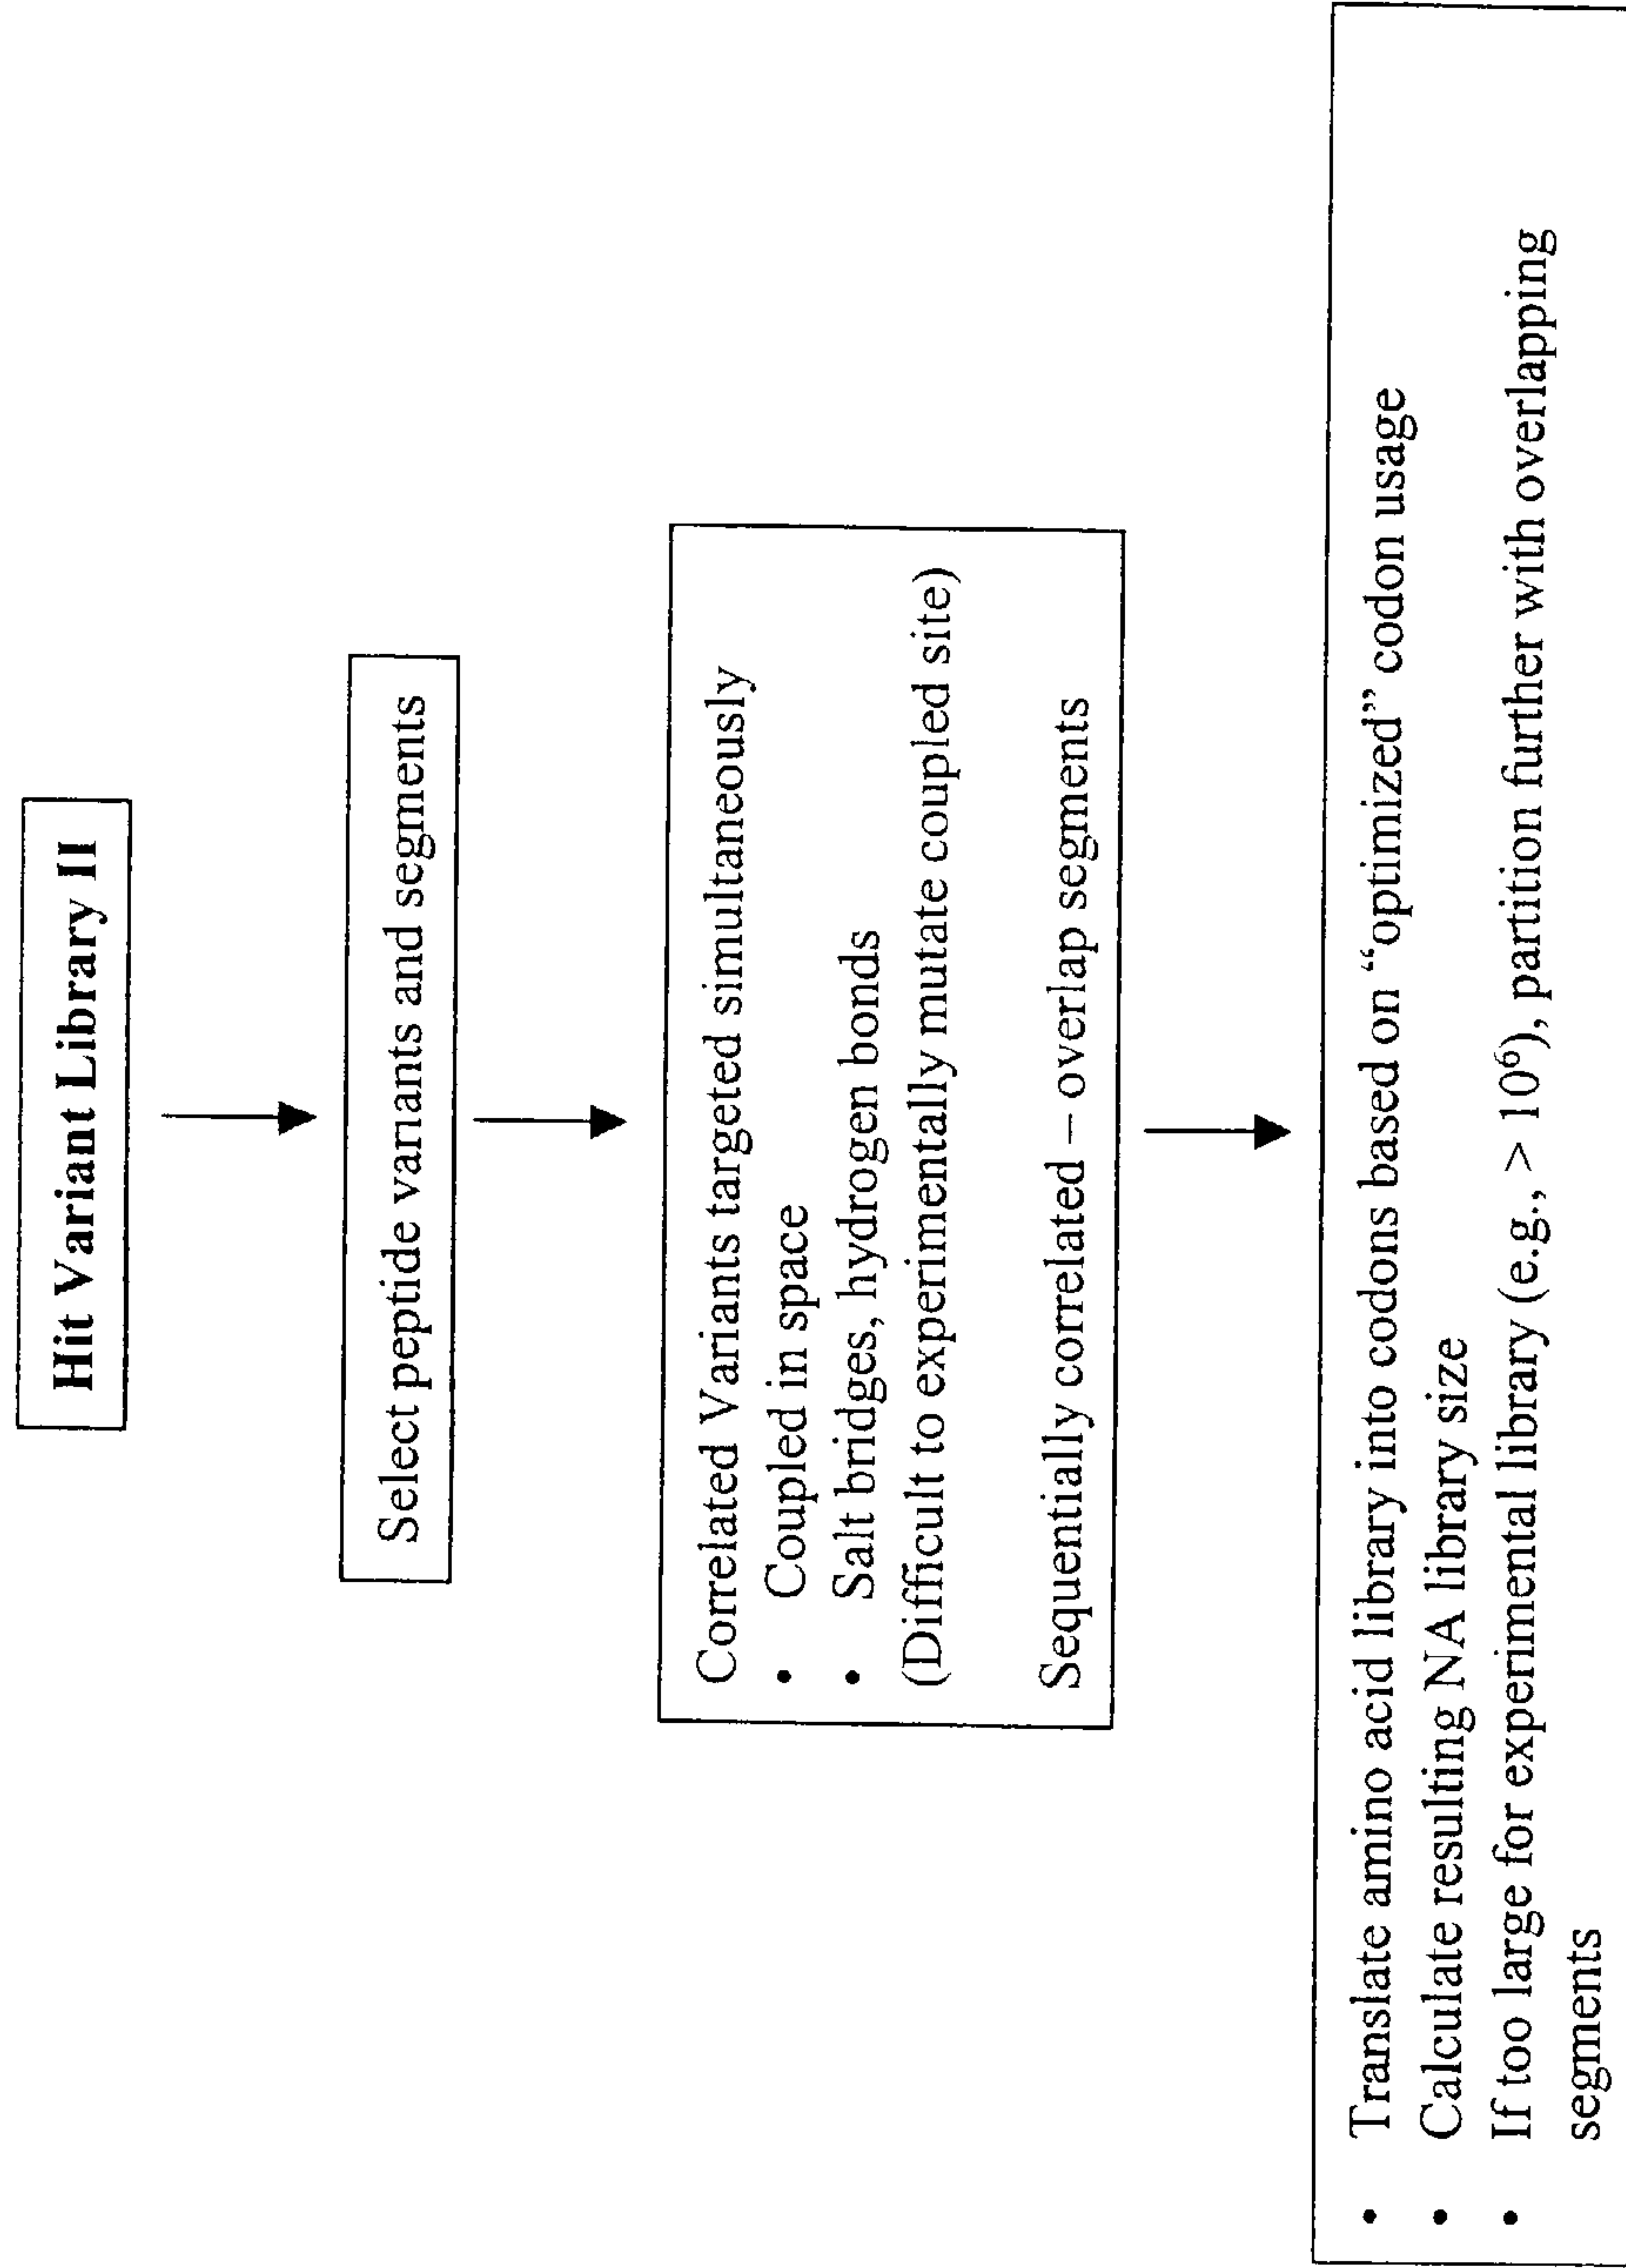 Hit Variant Library II
Select peptide variants and segments
Correlated Variants targeted simultaneously
• Coupled in space
• Salt bridges, hydrogen bonds
(Difficult to experimentally mutate coupled site)
Sequentially correlated – overlap segments
• Translate amino acid library into codons based on “optimized” codon usage
• Calculate resulting NA library size
• If too large for experimental library (e.g., > 10⁶), partition further with overlapping
segments